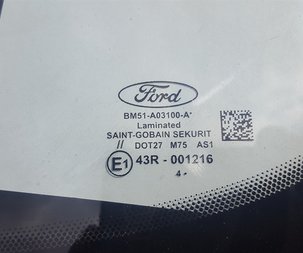 Ford
BM51-A03100-A*
Laminated
SAINT-GOBAIN SEKURIT
// DOT27 M75 AS1
E1 43R - 001216
4 -